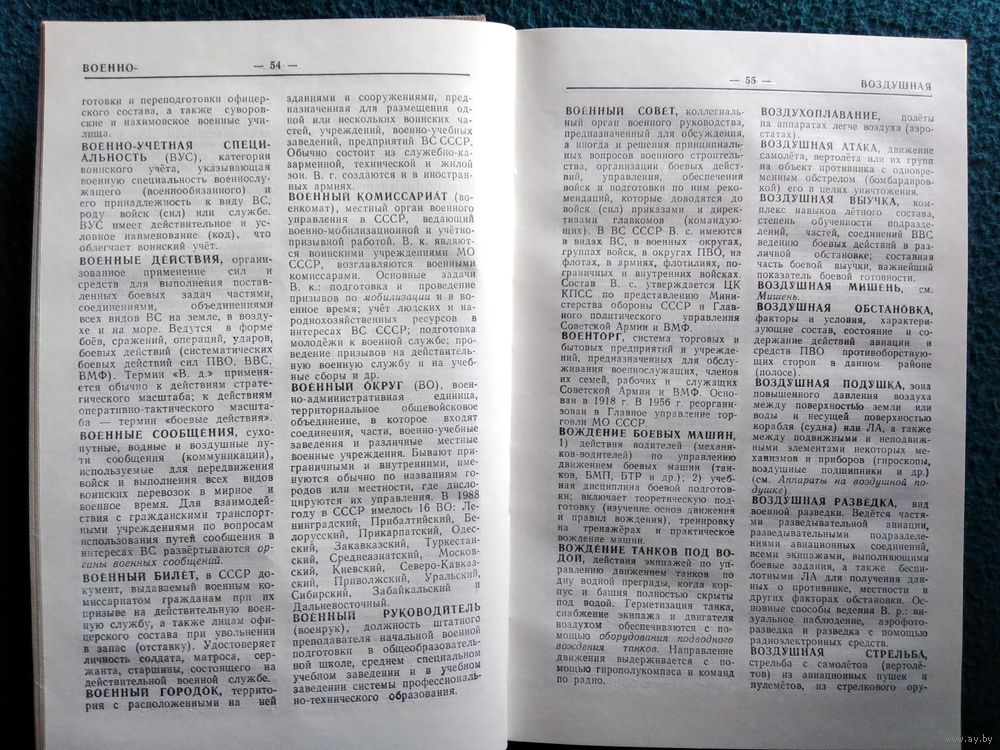 ВОЕННО-
— 54 —
готовки и переподготовки офицер-
ского состава, а также суворов-
ские и нахимовское военные учи-
лища.
ВОЕННО-УЧЕТНАЯ СПЕЦИ-
АЛЬНОСТЬ (ВУС), категория
воинского учёта, указывающая
военную специальность военнослу-
жащего (военнообязанного) и
его принадлежность к виду ВС,
роду войск (сил) или службе.
ВУС имеет действительное и ус-
ловное наименование (код), что
облегчает воинский учёт.
ВОЕННЫЕ ДЕЙСТВИЯ, органи-
зованное применение сил и
средств для выполнения поставлен-
ных боевых задач частями,
соединениями, объединениями
всех видов ВС на земле, в возду-
хе и на море. Ведутся в форме
боёв, сражений, операций, ударов,
боевых действий (систематических
боевых действий сил ПВО, ВВС,
ВМФ). Термин «В. д.» применя-
ется обычно к действиям страте-
гического масштаба; к действиям
оперативно-тактического масшта-
ба — термин «боевые действия».
ВОЕННЫЕ СООБЩЕНИЯ, сухо-
путные, водные и воздушные пу-
ти сообщения (коммуникации),
используемые для передвижения
войск и выполнения всех видов
воинских перевозок в мирное и
военное время. Для взаимодей-
ствия с гражданскими транспорт-
ными учреждениями по вопросам
использования путей сообщения в
интересах ВС развёртываются ор-
ганы военных сообщений.
ВОЕННЫЙ БИЛЕТ, в СССР до-
кумент, выдаваемый военным ко-
миссариатом гражданам при их
призыве на действительную воен-
ную службу, а также лицам офи-
церского состава при увольнении
в запас (отставку). Удостоверяет
личность солдата, матроса, сер-
жанта, старшины, состоящего на
действительной военной службе.
ВОЕННЫЙ ГОРОДОК, террито-
рия с расположенными на ней
зданиями и сооружениями, пред-
назначенная для размещения одной
или нескольких воинских ча-
стей, учреждений, военно-учебных
заведений, предприятий ВС СССР.
Обычно состоит из служебно-ка-
зарменной, технической и жилой
зон. В. г. создаются и в иностран-
ных армиях.
ВОЕННЫЙ КОМИССАРИАТ (во-
енкомат), местный орган военного
управления в СССР, ведающий
военно-мобилизационной и учётно-
призывной работой. В. к. являют-
ся воинскими учреждениями МО
СССР, возглавляются военными
комиссарами. Основные задачи
В. к.: подготовка и проведение
призывов по мобилизации и в во-
енное время; учёт людских и на-
роднохозяйственных ресурсов в
интересах ВС СССР; подготовка
молодёжи к военной службе; про-
ведение призывов на действитель-
ную военную службу и на учеб-
ные сборы и др.
ВОЕННЫЙ ОКРУГ (ВО), воен-
но-административная единица,
территориальное общевойсковое
объединение, в которое входят
соединения, части, военно-учебные
заведения и различные местные
военные учреждения. Бывают при-
граничными и внутренними, име-
нуются обычно по названиям го-
родов или местности, где дисло-
цируются их управления. В 1988
году в СССР имелось 16 ВО: Ле-
нинградский, Прибалтийский, Бе-
лорусский, Прикарпатский, Одес-
ский, Закавказский, Туркестан-
ский, Среднеазиатский, Москов-
ский, Киевский, Северо-Кавказ-
ский, Приволжский, Уральский,
Сибирский, Забайкальский и
Дальневосточный.
ВОЕННЫЙ РУКОВОДИТЕЛЬ
(военрук), должность штатного
преподавателя начальной военной
подготовки в общеобразователь-
ной школе, среднем специальном
учебном заведении и в учебном
заведении системы профессиональ-
но-технического образования.
— 55 —
ВОЗДУШНАЯ
ВОЕННЫЙ СОВЕТ, коллегиаль-
ный орган военного руководства,
предназначенный для обсуждения,
а иногда и решения принципиаль-
ных вопросов военного строитель-
ства, организации боевых дейст-
вий, управления, обеспечения
войск и подготовки по ним реко-
мендаций, которые доводятся до
войск (сил) приказами и дирек-
тивами главкомов (командую-
щих). В ВС СССР В. с. имеются
в видах ВС, в военных округах,
группах войск, в округах ПВО, на
флотах, в армиях, флотилиях, по-
граничных и внутренних войсках.
Состав В. с. утверждается ЦК
КПСС по представлению Мини-
стерства обороны СССР и Глав-
ного политического управления
Советской Армии и ВМФ.
ВОЕНТОРГ, система торговых и
бытовых предприятий и учрежде-
ний, предназначенных для обслу-
живания военнослужащих, членов
их семей, рабочих и служащих
Советской Армии и ВМФ. Осно-
ван в 1918 г. В 1956 г. реоргани-
зован в Главное управление тор-
говли МО СССР.
ВОЖДЕНИЕ БОЕВЫХ МАШИН,
1) действия водителей (механи-
ков-водителей) по управлению
движением боевых машин (тан-
ков, БМП, БТР и др.); 2) учеб-
ная дисциплина боевой подготов-
ки; включает теоретическую под-
готовку (изучение основ движения
и правил вождения), тренировку
на тренажёрах и практическое
вождение машин.
ВОЖДЕНИЕ ТАНКОВ ПОД ВО-
ДОЙ, действия экипажей по уп-
равлению движением танков по
дну водной преграды, когда кор-
пус и башня полностью скрыты
под водой. Герметизация танка,
снабжение экипажа и двигателя
воздухом обеспечиваются с по-
мощью оборудования подводного
вождения танков. Направление
движения выдерживается с по-
мощью гирополукомпаса и команд
по радио.
ВОЗДУХОПЛАВАНИЕ, полёты
на аппаратах легче воздуха (аэро-
статах).
ВОЗДУШНАЯ АТАКА, движение
самолёта, вертолёта или их групп
на объект противника с одновремен-
ным обстрелом (бомбардировкой)
его в целях уничтожения.
ВОЗДУШНАЯ ВЫУЧКА, ком-
плекс навыков лётного состава,
степень обученности подразделе-
ний, частей, соединений ВВС
ведению боевых действий в раз-
личной обстановке; составная
часть боевой выучки, важнейший
показатель боевой готовности.
ВОЗДУШНАЯ МИШЕНЬ, см.
Мишень.
ВОЗДУШНАЯ ОБСТАНОВКА,
факторы и условия, характери-
зующие состав, состояние и со-
держание действий авиации и
средств ПВО противоборствую-
щих сторон в данном районе
(полосе).
ВОЗДУШНАЯ ПОДУШКА, зона
повышенного давления воздуха
между поверхностью земли или
воды и несущей поверхностью
корабля (судна) или ЛА, а также
между подвижными и неподвиж-
ными элементами некоторых ме-
ханизмов и приборов (гироскопы,
воздушные подшипники и др.)
(см. Аппараты на воздушной по-
душке).
ВОЗДУШНАЯ РАЗВЕДКА, вид
военной разведки. Ведётся частя-
ми разведывательной авиации,
разведывательными подразделе-
ниями авиационных соединений,
всеми экипажами, выполняющими
боевые задания, а также беспи-
лотными ЛА для получения данных
о противнике, местности и
других факторах обстановки. Ос-
новные способы ведения В. р.: ви-
зуальное наблюдение, аэрофото-
разведка и разведка с помощью
радиоэлектронных средств.
ВОЗДУШНАЯ СТРЕЛЬБА,
стрельба с самолётов (вертолё-
тов) из авиационных пушек и
пулемётов, из стрелкового ору-
www.ay.by